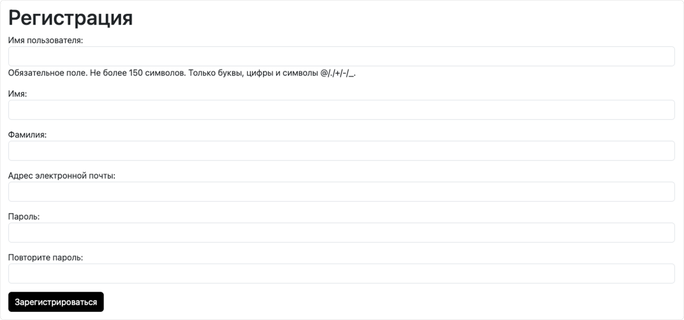 Регистрация
Имя пользователя:
Обязательное поле. Не более 150 символов. Только буквы, цифры и символы @/./+/-/_.
Имя:
Фамилия:
Адрес электронной почты:
Пароль:
Повторите пароль:
Зарегистрироваться